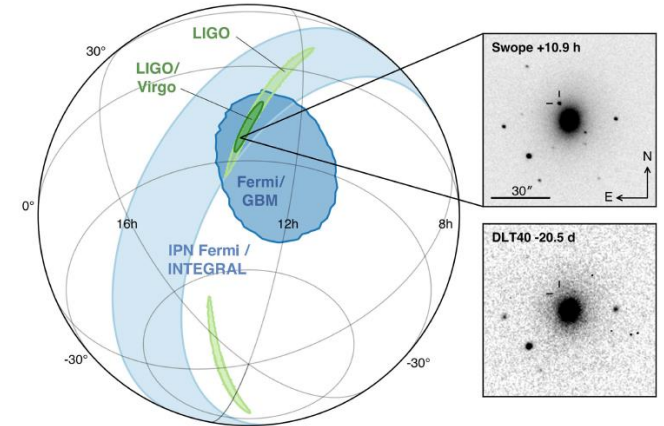 LIGO
LIGO/
Virgo
Fermi/
GBM
IPN Fermi /
INTEGRAL
30°
0°
-30°
-30°
16h
12h
8h
Swope +10.9 h
30"
N
E
DLT40 -20.5 d